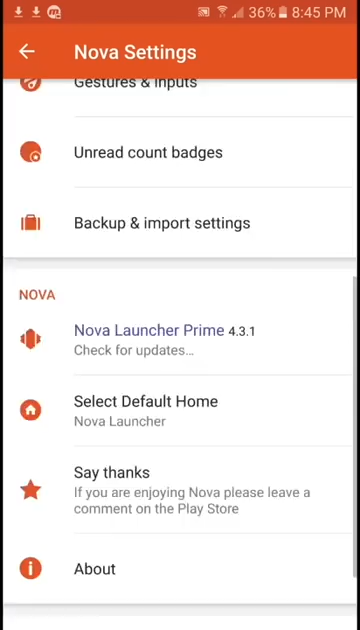 36% 8:45 PM
Nova Settings
Gestures & inputs
Unread count badges
Backup & import settings
NOVA
Nova Launcher Prime 4.3.1
Check for updates...
Select Default Home
Nova Launcher
Say thanks
If you are enjoying Nova please leave a
comment on the Play Store
About